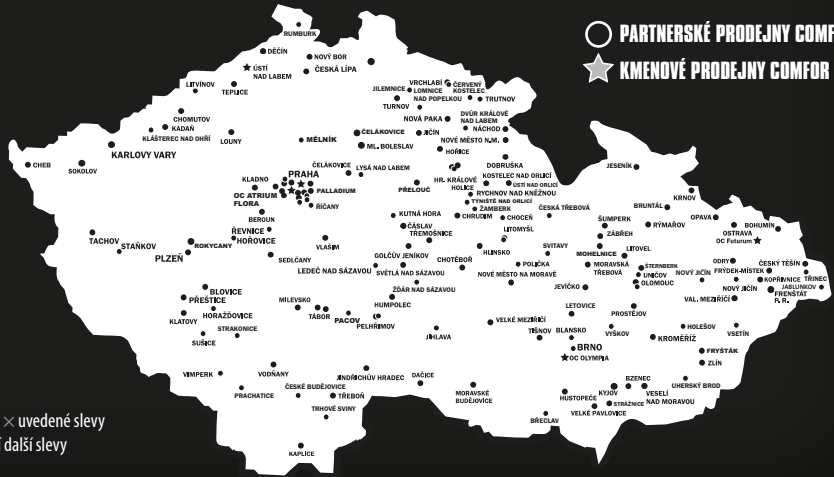 PARTNERSKÉ PRODEJNY COMF
KMENOVÉ PRODEJNY COMFOR
RUMBURK
DĚČÍN
NOVÝ BOR
ÚSTÍ
NAD LABEM
ČESKÁ LÍPA
LITVÍNOV
TEPLICE
JILEMNICE
VRCHLABÍ
ČERVENÝ
KOSTELEC
LOMNICE
NAD POPELKOU
TRUTNOV
TURNOV
CHOMUTOV
KADAŇ
KLÁŠTEREC NAD OHŘÍ
LOUNY
NOVÁ PAKA
DVŮR KRÁLOVÉ
NAD LABEM
MĚLNÍK
ČELÁKOVICE
JIČÍN
NÁCHOD
ML. BOLESLAV
NOVÉ MĚSTO N.M.
HOŘICE
KARLOVY VARY
CHEB
SOKOLOV
ČELÁKOVICE
LYSÁ NAD LABEM
DOBRUŠKA
JESENÍK
KLADNO
PRAHA
PALLADIUM
OC ATRIUM
FLORA
ŘÍČANY
PŘELOUČ
HR. KRÁLOVÉ
HOLICE
KOSTELEC NAD ORLICÍ
ÚSTÍ NAD ORLICÍ
RYCHNOV NAD KNĚŽNOU
TÝNIŠTĚ NAD ORLICÍ
ŽAMBERK
KRNOV
BRUNTÁL
BEROUN
KUTNÁ HORA
CHRUDIM
CHOCEŇ
ČESKÁ TŘEBOVÁ
ŠUMPERK
RÝMAŘOV
OPAVA
BOHUMÍN
ŘEVNICE
HOŘOVICE
ČÁSLAV
TŘEMOŠNICE
LITOMYŠL
ZÁBŘEH
OSTRAVA
OC Futurum
TACHOV
STAŇKOV
ROKYCANY
PLZEŇ
VLAŠIM
SEDLČANY
GOLČŮV JENÍKOV
HLINSKO
SVITAVY
MOHELNICE
LITOVEL
LEDEČ NAD SÁZAVOU
SVĚTLÁ NAD SÁZAVOU
CHOTĚBOŘ
POLIČKA
MORAVSKÁ
TŘEBOVÁ
ŠTERNBERK
UNIČOV
OLOMOUC
ODRY
ČESKÝ TĚŠÍN
NOVÝ JIČÍN
FRÝDEK-MÍSTEK
KOPŘIVNICE
TŘINEC
JABLUNKOV
NOVÉ MĚSTO NA MORAVĚ
ŽĎÁR NAD SÁZAVOU
JEVÍČKO
NOVÝ JIČÍN
FRENŠTÁT
P. R.
VAL. MEZIŘÍČÍ
BLOVICE
PŘEŠTICE
HORAŽĎOVICE
KLATOVY
STRAKONICE
SUŠICE
MILEVSKO
TÁBOR
PACOV
HUMPOLEC
PELHŘIMOV
LETOVICE
PROSTĚJOV
JIHLAVA
VELKÉ MEZIŘÍČÍ
TIŠNOV
BLANSKO
VYŠKOV
HOLEŠOV
VSETÍN
KROMĚŘÍŽ
BRNO
OC OLYMPIA
FRYŠTÁK
ZLÍN
VIMPERK
VODŇANY
JINDŘICHŮV HRADEC
DAČICE
PRACHATICE
ČESKÉ BUDĚJOVICE
TŘEBOŇ
MORAVSKÉ
BUDĚJOVICE
BZENEC
UHERSKÝ BROD
HUSTOPEČE
KYJOV
VESELÍ
NAD MORAVOU
STRÁŽNICE
VELKÉ PAVLOVICE
TRHOVÉ SVINY
BŘECLAV
KAPLICE
× uvedené slevy
í další slevy